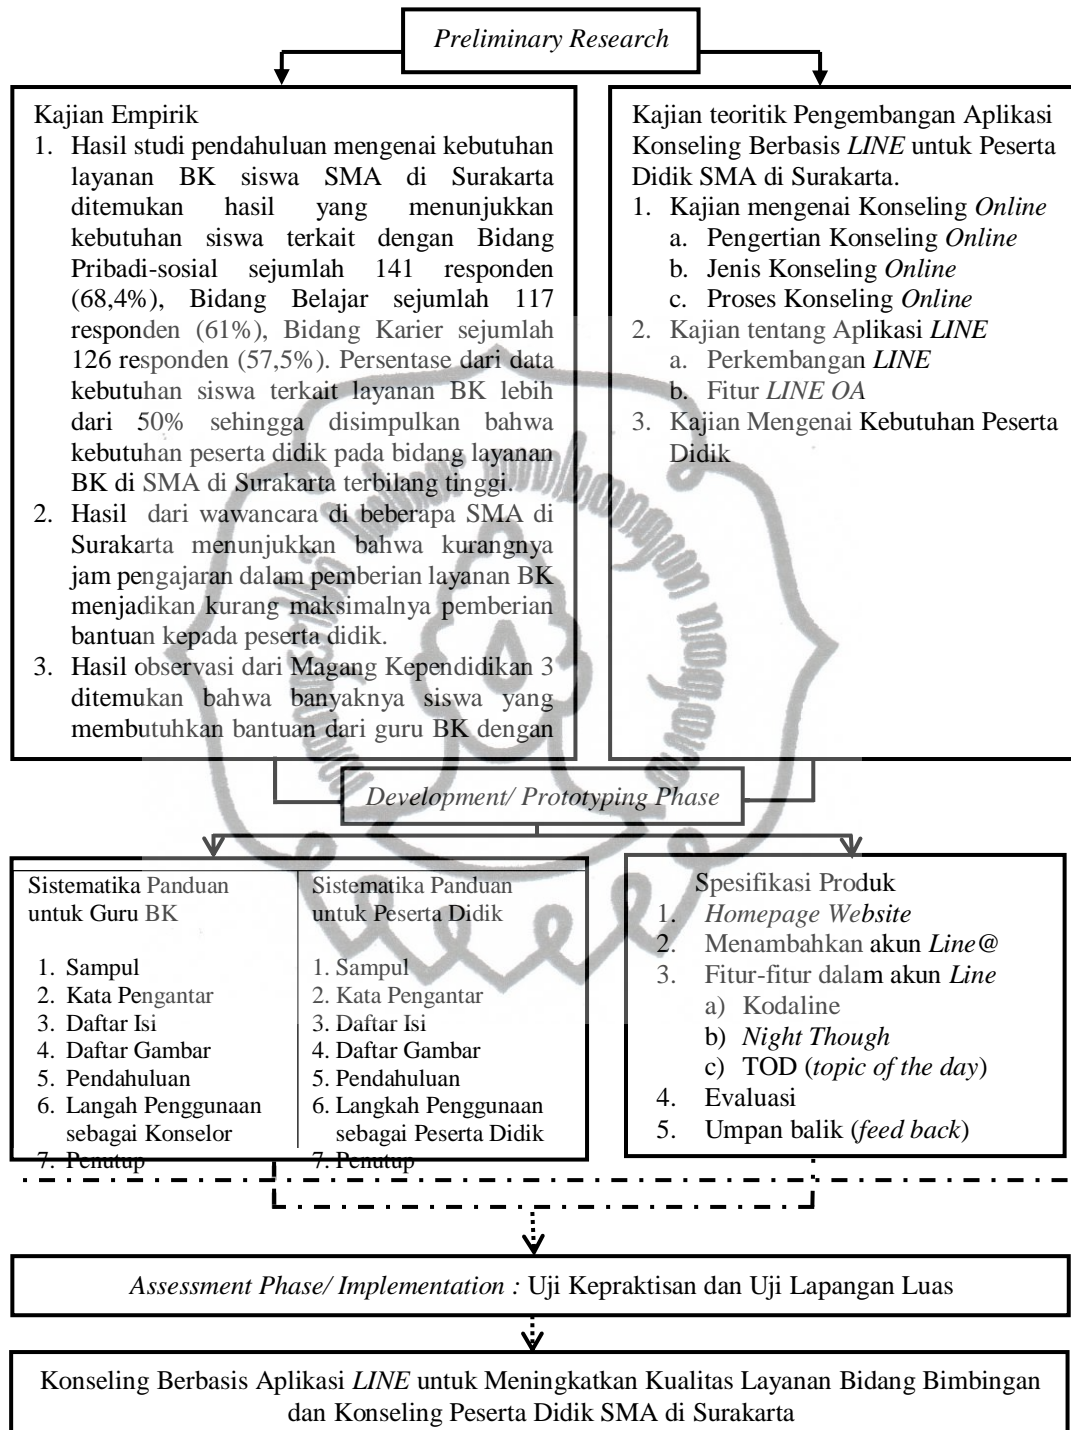 Preliminary Research
Kajian Empirik
1. Hasil studi pendahuluan mengenai kebutuhan
layanan BK siswa SMA di Surakarta
ditemukan hasil yang menunjukkan
kebutuhan siswa terkait dengan Bidang
Pribadi-sosial sejumlah 141 responden
(68,4%), Bidang Belajar sejumlah 117
responden (61%), Bidang Karier sejumlah
126 responden (57,5%). Persentase dari data
kebutuhan siswa terkait layanan BK lebih
dari 50% sehingga disimpulkan bahwa
kebutuhan peserta didik pada bidang layanan
BK di SMA di Surakarta terbilang tinggi.
2. Hasil dari wawancara di beberapa SMA di
Surakarta menunjukkan bahwa kurangnya
jam pengajaran dalam pemberian layanan BK
menjadikan kurang maksimalnya pemberian
bantuan kepada peserta didik.
3. Hasil observasi dari Magang Kependidikan 3
ditemukan bahwa banyaknya siswa yang
membutuhkan bantuan dari guru BK dengan
Kajian teoritik Pengembangan Aplikasi
Konseling Berbasis LINE untuk Peserta
Didik SMA di Surakarta.
1. Kajian mengenai Konseling Online
a. Pengertian Konseling Online
b. Jenis Konseling Online
c. Proses Konseling Online
2. Kajian tentang Aplikasi LINE
a. Perkembangan LINE
b. Fitur LINE OA
3. Kajian Mengenai Kebutuhan Peserta
Didik
Development/ Prototyping Phase
Sistematika Panduan
untuk Guru BK
1. Sampul
2. Kata Pengantar
3. Daftar Isi
4. Daftar Gambar
5. Pendahuluan
6. Langah Penggunaan
sebagai Konselor
7. Penutup
Sistematika Panduan
untuk Peserta Didik
1. Sampul
2. Kata Pengantar
3. Daftar Isi
4. Daftar Gambar
5. Pendahuluan
6. Langkah Penggunaan
sebagai Peserta Didik
7. Penutup
Spesifikasi Produk
1. Homepage Website
2. Menambahkan akun Line@
3. Fitur-fitur dalam akun Line
a) Kodaline
b) Night Though
c) TOD (topic of the day)
4. Evaluasi
5. Umpan balik (feed back)
Assessment Phase/ Implementation : Uji Kepraktisan dan Uji Lapangan Luas
Konseling Berbasis Aplikasi LINE untuk Meningkatkan Kualitas Layanan Bidang Bimbingan
dan Konseling Peserta Didik SMA di Surakarta